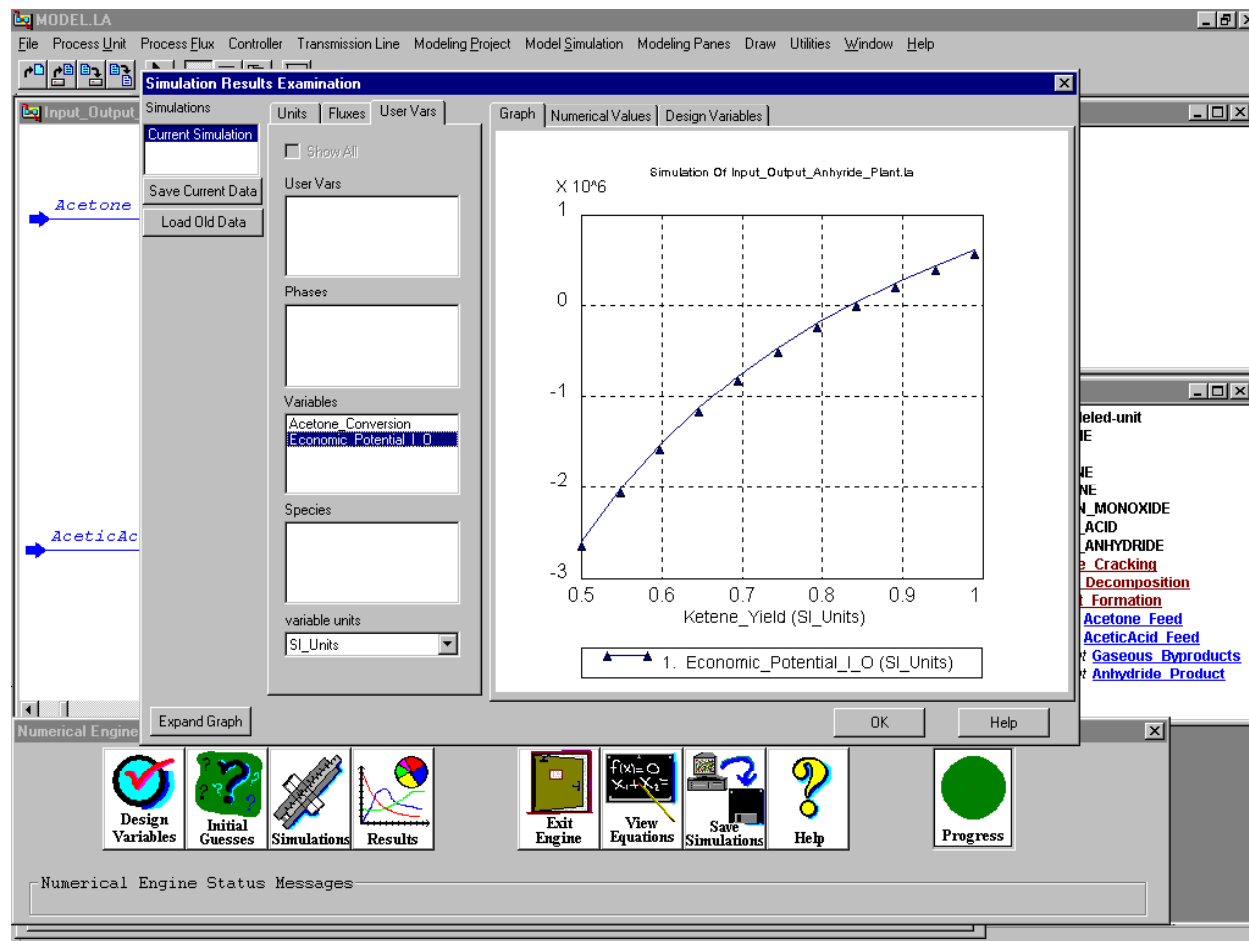 MODEL.LA
File Process Unit Process Flux Controller Transmission Line Modeling Project Model Simulation Modeling Panes Draw Utilities Window Help
Simulation Results Examination
Input_Output_
Simulations
Current Simulation
Save Current Data
Load Old Data
Acetone
AceticAc
Units Fluxes User Vars
Show All
User Vars
Phases
Variables
Acetone_Conversion
Economic_Potential_I_O
Species
variable units
SI_Units
Graph Numerical Values Design Variables
Simulation Of Input_Output_Anhyride_Plant.la
X 10^6
1
0
-1
-2
-3
0.5 0.6 0.7 0.8 0.9 1
Ketene_Yield (SI_Units)
1. Economic_Potential_I_O (SI_Units)
Expand Graph
OK
Help
eled-unit
NE
NE
N_MONOXIDE
_ACID
_ANHYDRIDE
e_Cracking
_Decomposition
t_Formation
Acetone_Feed
AceticAcid_Feed
t Gaseous_Byproducts
t Anhydride_Product
Numerical Engine
Design Variables
Initial Guesses
Simulations
Results
Exit Engine
f(x)=0
x1+x2=
View Equations
Save Simulations
Help
Progress
Numerical Engine Status Messages